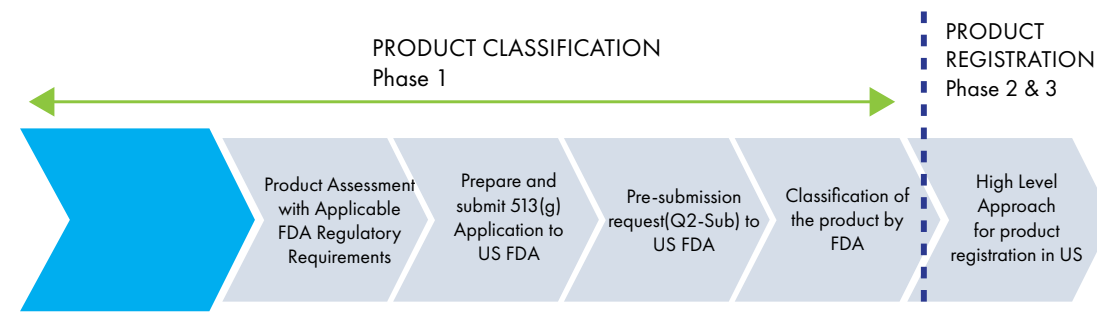 PRODUCT CLASSIFICATION
Phase 1
PRODUCT
REGISTRATION
Phase 2 & 3
Product Assessment
with Applicable
FDA Regulatory
Requirements
Prepare and
submit 513(g)
Application to
US FDA
Pre-submission
request(Q2-Sub) to
US FDA
Classification of
the product by
FDA
High Level
Approach
for product
registration in US